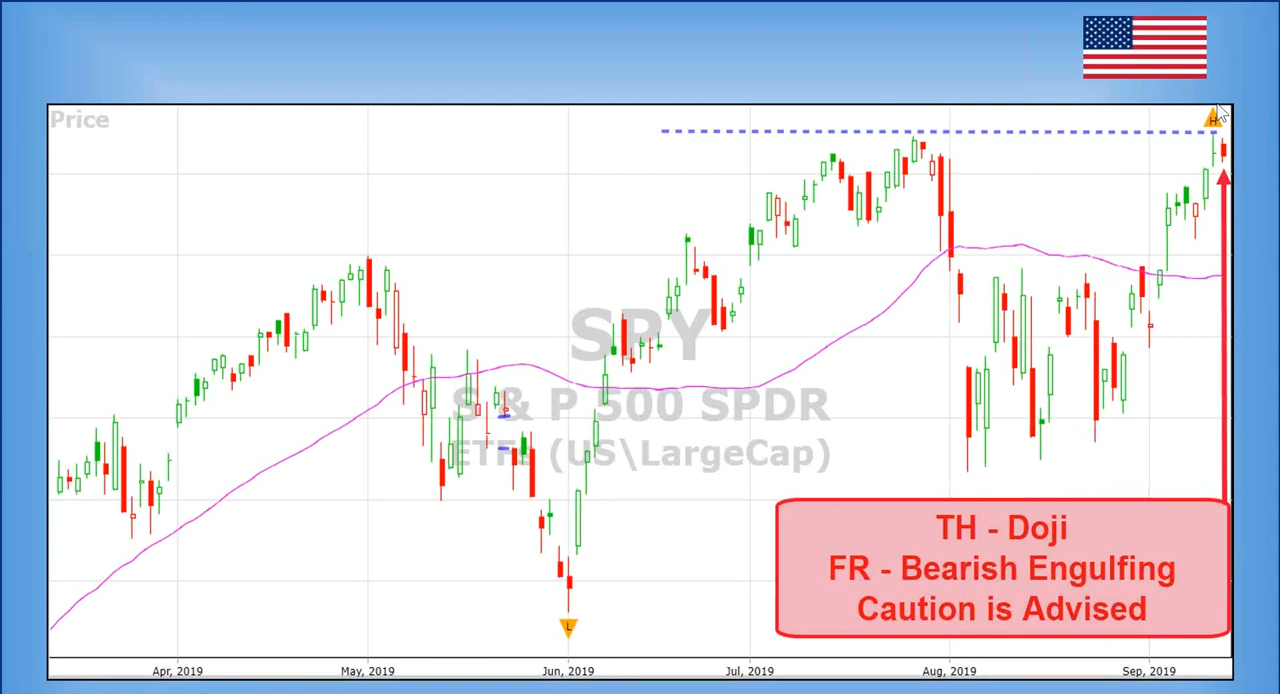 Price
H
SPY
S & P 500 SPDR
ETFs (US\LargeCap)
TH - Doji
FR - Bearish Engulfing
Caution is Advised
L
Apr, 2019
May, 2019
Jun, 2019
Jul, 2019
Aug, 2019
Sep, 2019